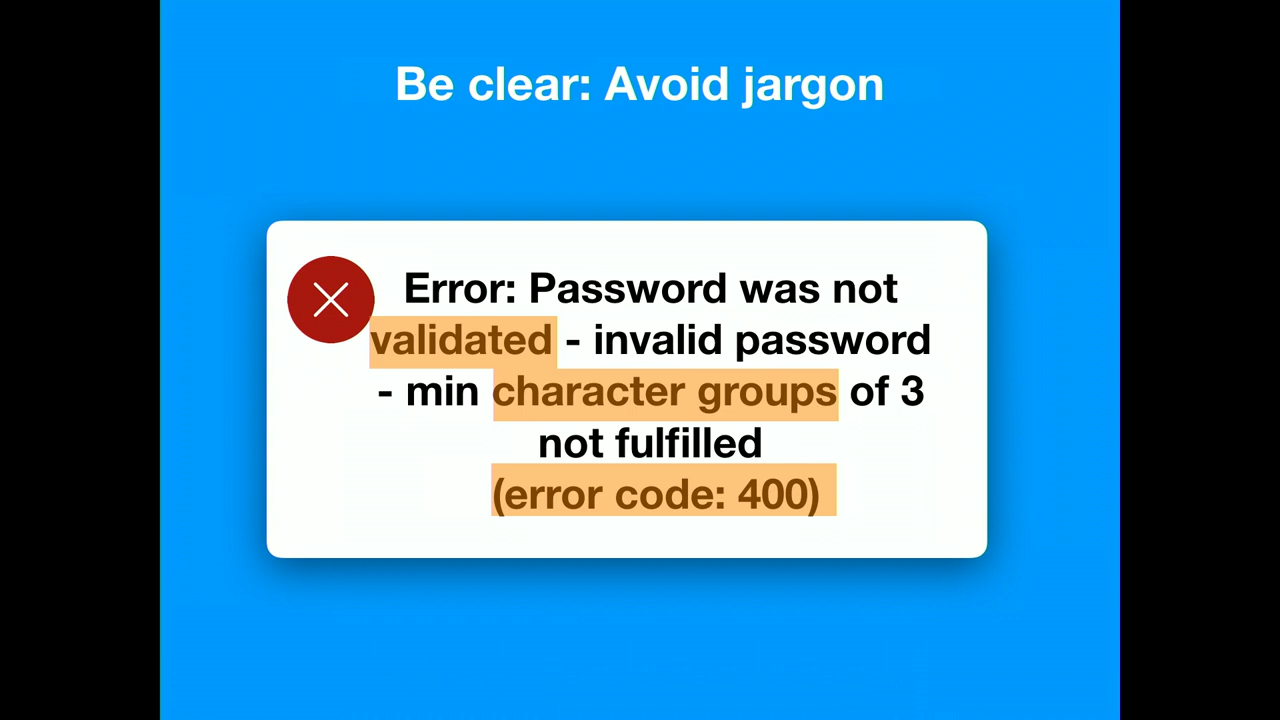 Be clear: Avoid jargon
Error: Password was not
validated - invalid password
- min character groups of 3
not fulfilled
(error code: 400)